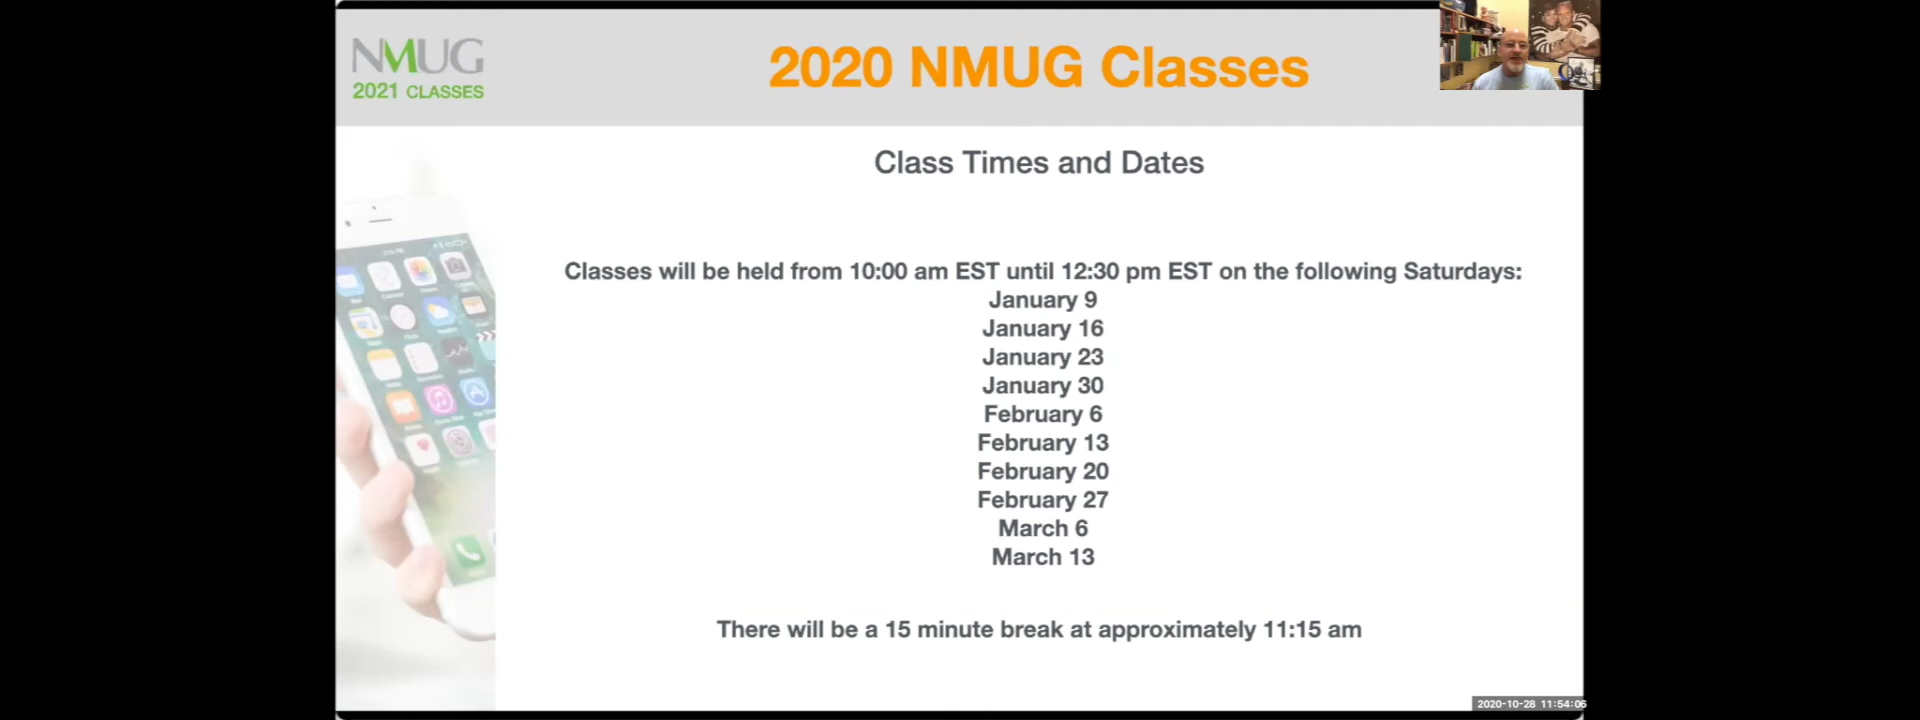 NMUG
2021 CLASSES
2020 NMUG Classes
Class Times and Dates
Classes will be held from 10:00 am EST until 12:30 pm EST on the following Saturdays:
January 9
January 16
January 23
January 30
February 6
February 13
February 20
February 27
March 6
March 13
There will be a 15 minute break at approximately 11:15 am
2020-10-28 11:54:06